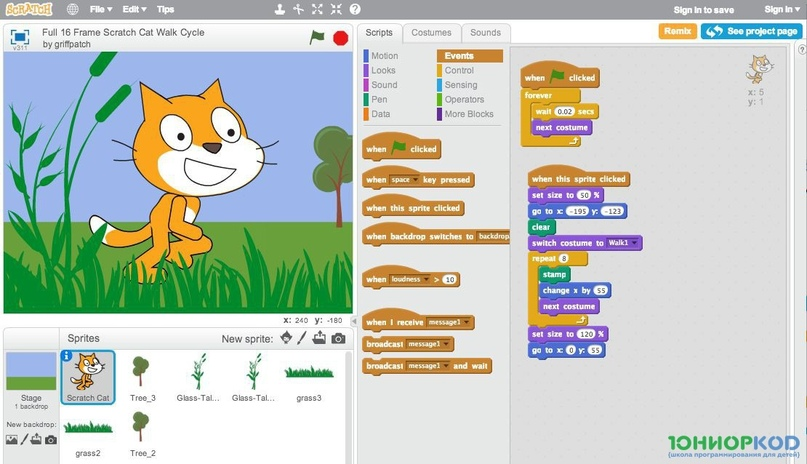 SCRATCH
File
Edit
Tips
Sign in to save
Sign in
v311
Full 16 Frame Scratch Cat Walk Cycle
by griffpatch
Scripts
Costumes
Sounds
Remix
See project page
Motion
Events
Looks
Control
Sound
Sensing
Pen
Operators
Data
More Blocks
when clicked
when space key pressed
when this sprite clicked
when backdrop switches to backdrop
when loudness > 10
when I receive message1
broadcast message1
broadcast message1 and wait
when clicked
forever
wait 0.02 secs
next costume
x: 5
y: 1
when this sprite clicked
set size to 50 %
go to x: -195 y: -123
clear
switch costume to Walk1
repeat 8
stamp
change x by 55
next costume
set size to 120 %
go to x: 0 y: 55
x: 240 y: -180
Sprites
New sprite:
Stage
1 backdrop
New backdrop:
Scratch Cat
Tree_3
Glass-Tal...
Glass-Tal...
grass3
grass2
Tree_2
ЮНИОРKOD
(школа программирования для детей)